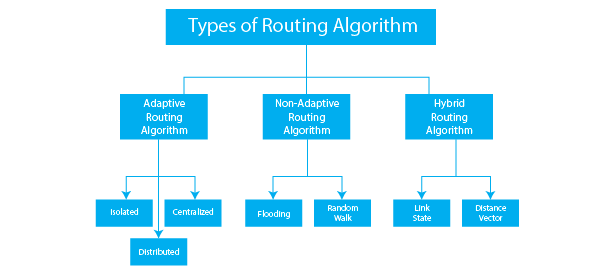 Types of Routing Algorithm
Adaptive
Routing
Algorithm
Non-Adaptive
Routing
Algorithm
Hybrid
Routing
Algorithm
Isolated
Centralized
Distributed
Flooding
Random
Walk
Link
State
Distance
Vector